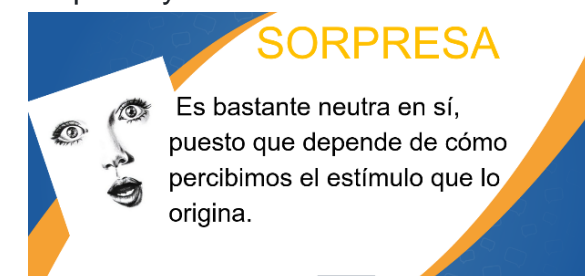 SORPRESA
Es bastante neutra en sí,
puesto que depende de cómo
percibimos el estímulo que lo
origina.